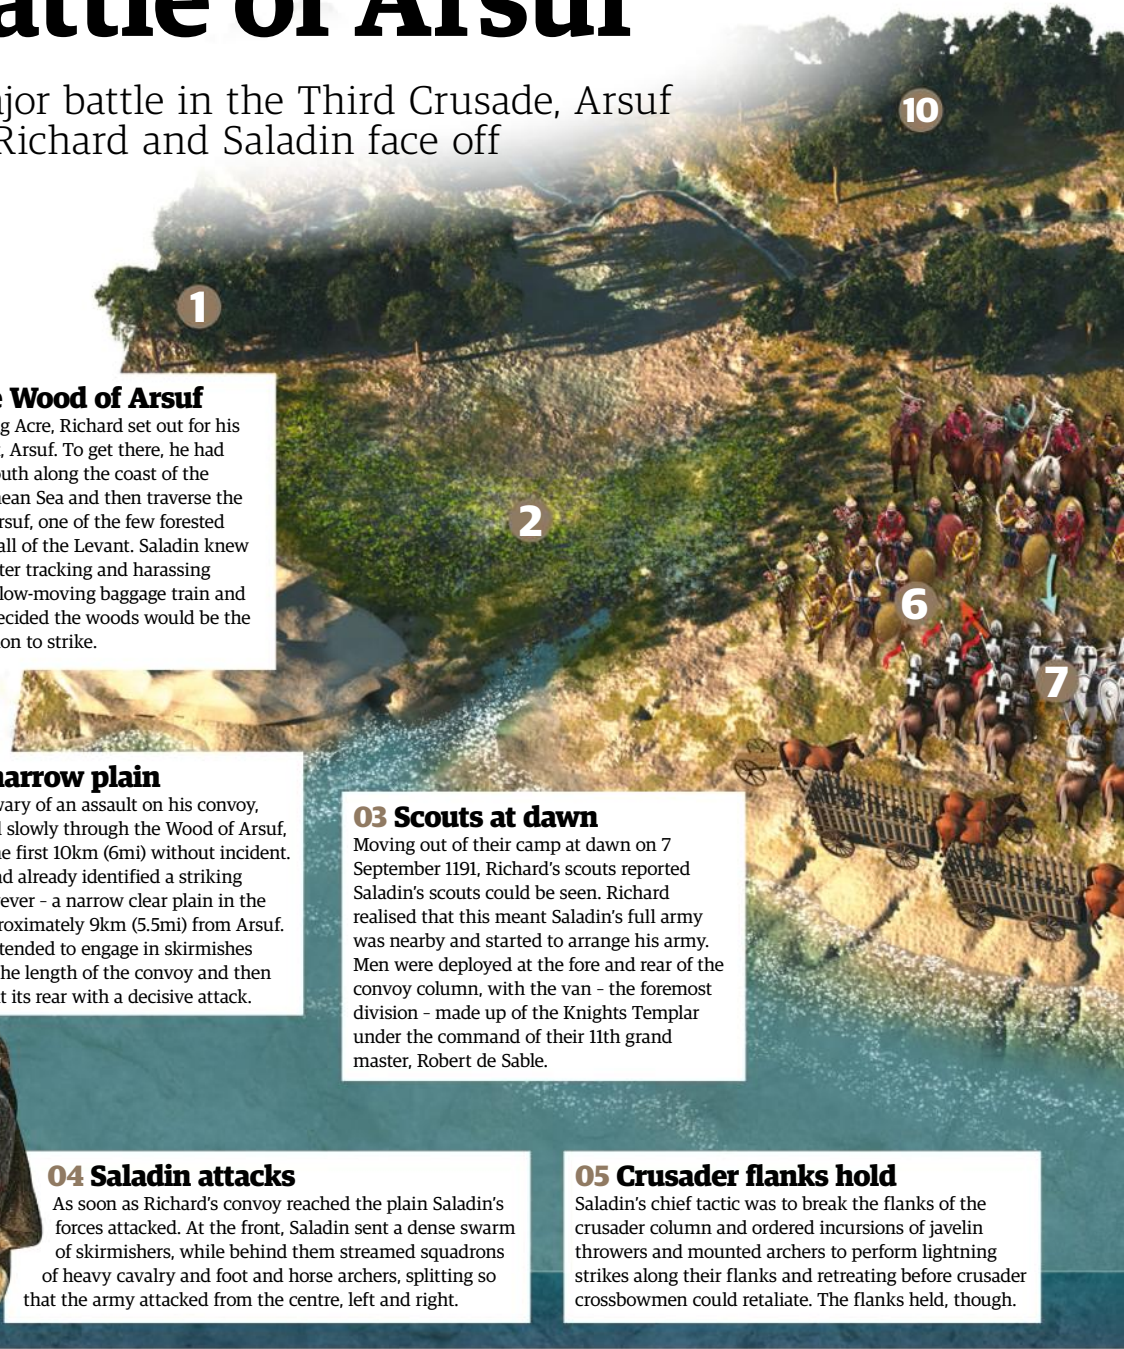 attle of Arsuf
jor battle in the Third Crusade, Arsuf
Richard and Saladin face off
10
1
e Wood of Arsuf
g Acre, Richard set out for his
, Arsuf. To get there, he had
outh along the coast of the
nean Sea and then traverse the
rsuf, one of the few forested
all of the Levant. Saladin knew
ter tracking and harassing
low-moving baggage train and
ecided the woods would be the
on to strike.
2
6
7
narrow plain
wary of an assault on his convoy,
l slowly through the Wood of Arsuf,
ne first 10km (6mi) without incident.
ad already identified a striking
ever – a narrow clear plain in the
roximately 9km (5.5mi) from Arsuf.
tended to engage in skirmishes
he length of the convoy and then
t its rear with a decisive attack.
03 Scouts at dawn
Moving out of their camp at dawn on 7
September 1191, Richard's scouts reported
Saladin's scouts could be seen. Richard
realised that this meant Saladin's full army
was nearby and started to arrange his army.
Men were deployed at the fore and rear of the
convoy column, with the van – the foremost
division – made up of the Knights Templar
under the command of their 11th grand
master, Robert de Sable.
04 Saladin attacks
As soon as Richard's convoy reached the plain Saladin's
forces attacked. At the front, Saladin sent a dense swarm
of skirmishers, while behind them streamed squadrons
of heavy cavalry and foot and horse archers, splitting so
that the army attacked from the centre, left and right.
05 Crusader flanks hold
Saladin's chief tactic was to break the flanks of the
crusader column and ordered incursions of javelin
throwers and mounted archers to perform lightning
strikes along their flanks and retreating before crusader
crossbowmen could retaliate. The flanks held, though.